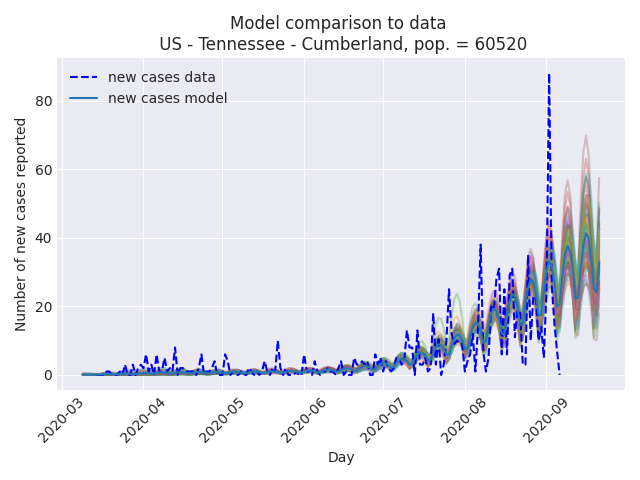 Model comparison to data
US - Tennessee - Cumberland, pop. = 60520
new cases data
new cases model
Number of new cases reported
80
60
40
20
0
2020-03
2020-04
2020-05
2020-06
2020-07
2020-08
2020-09
Day